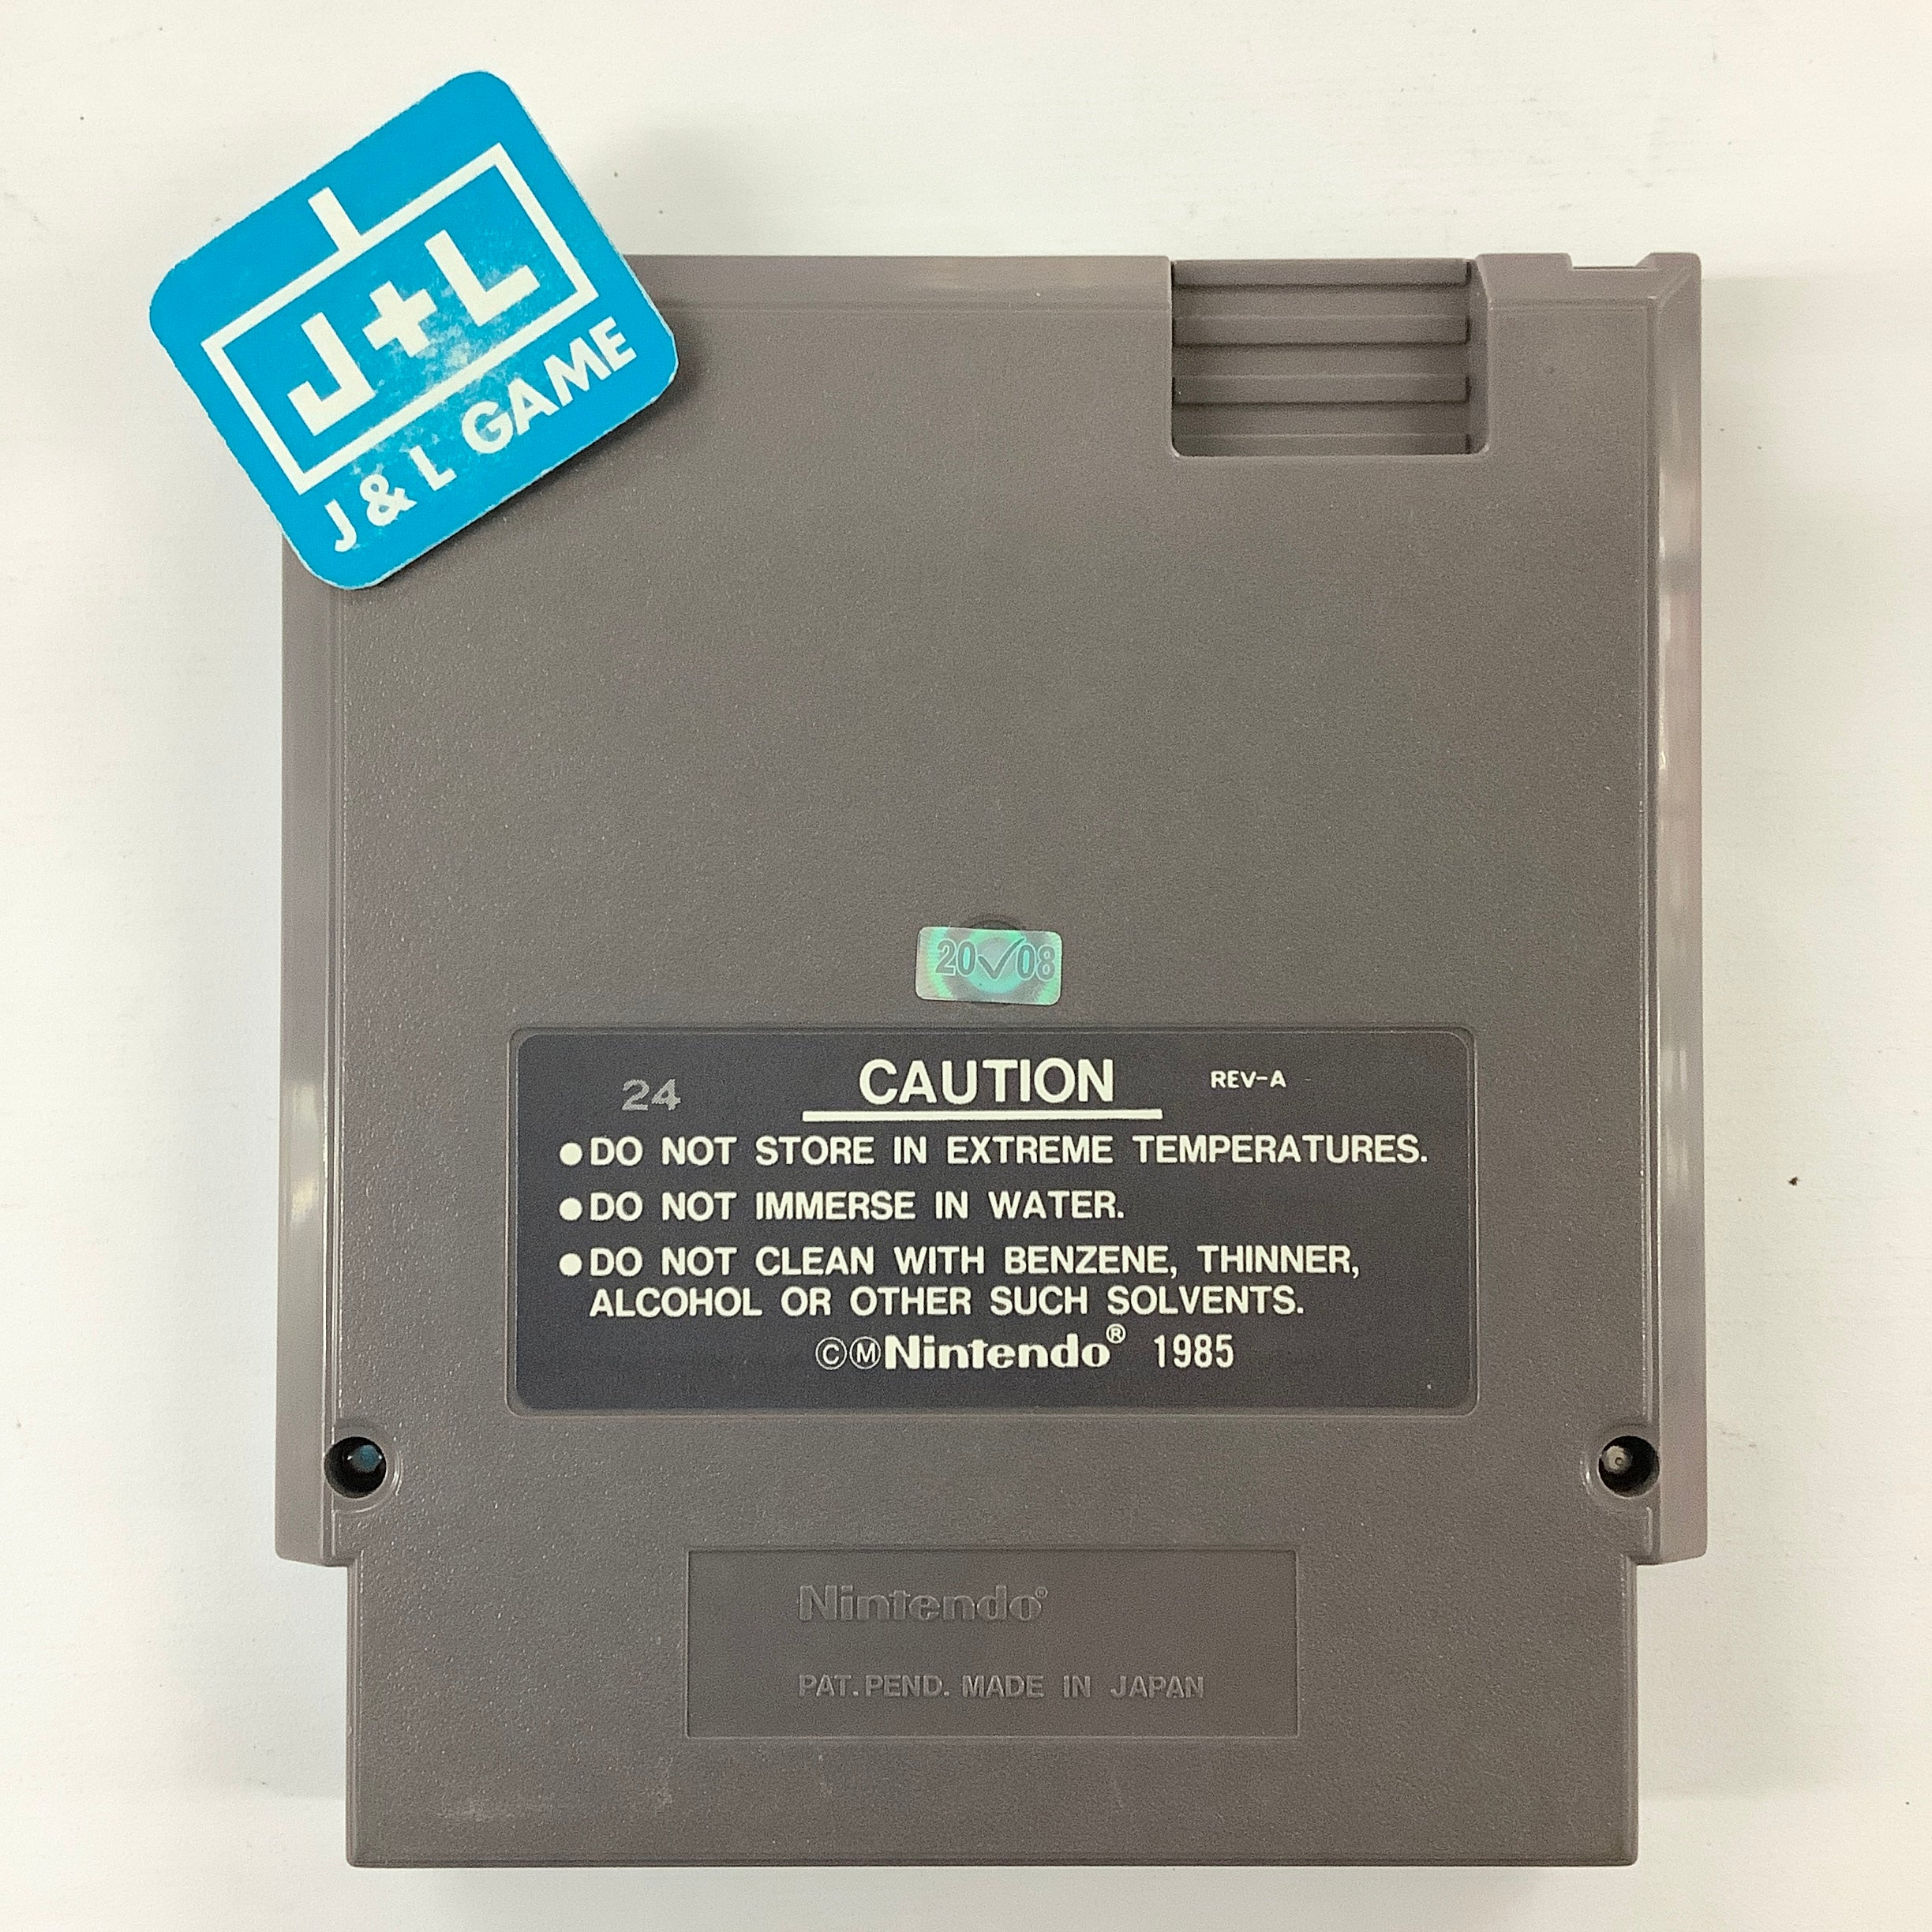 J+L
J & L GAME
20✓08
24 CAUTION REV-A
●DO NOT STORE IN EXTREME TEMPERATURES.
●DO NOT IMMERSE IN WATER.
●DO NOT CLEAN WITH BENZENE, THINNER,
ALCOHOL OR OTHER SUCH SOLVENTS.
ⒸⓂNintendo® 1985
Nintendo®
PAT. PEND. MADE IN JAPAN